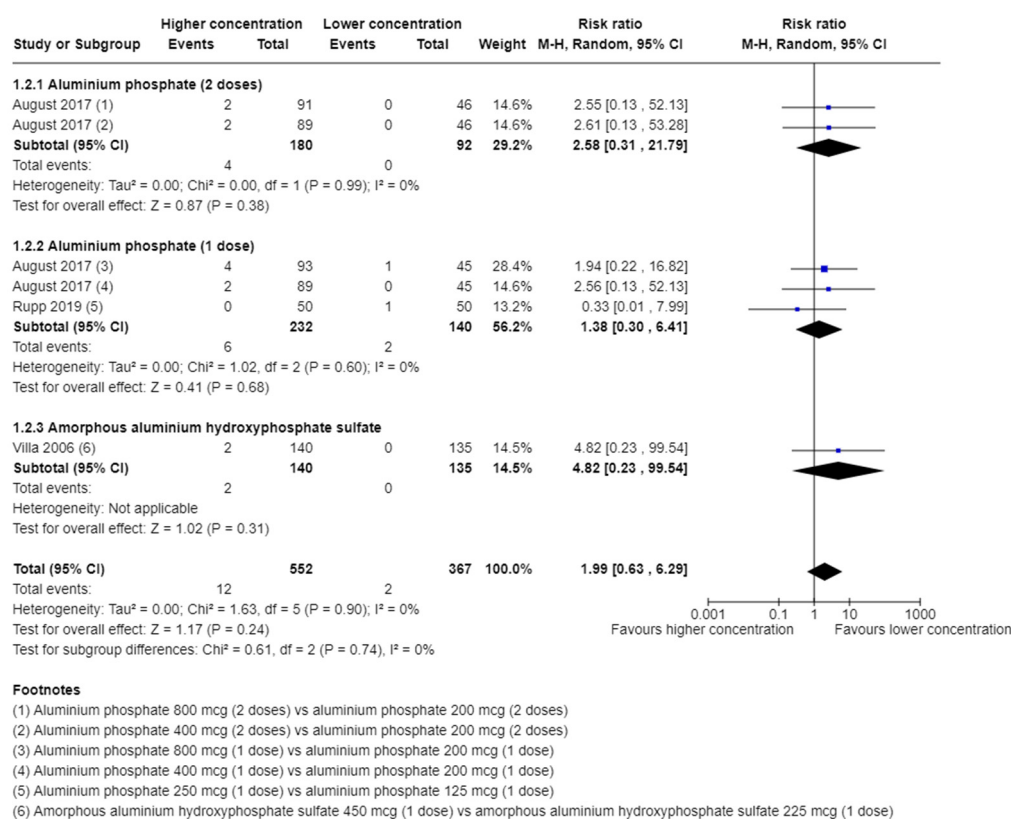 Higher concentration Lower concentration Risk ratio Risk ratio
Study or Subgroup Events Total Events Total Weight M-H, Random, 95% CI M-H, Random, 95% CI
1.2.1 Aluminium phosphate (2 doses)
August 2017 (1) 2 91 0 46 14.6% 2.55 [0.13 , 52.13]
August 2017 (2) 2 89 0 46 14.6% 2.61 [0.13 , 53.28]
Subtotal (95% CI) 180 92 29.2% 2.58 [0.31 , 21.79]
Total events: 4 0
Heterogeneity: Tau² = 0.00; Chi² = 0.00, df = 1 (P = 0.99); I² = 0%
Test for overall effect: Z = 0.87 (P = 0.38)
1.2.2 Aluminium phosphate (1 dose)
August 2017 (3) 4 93 1 45 28.4% 1.94 [0.22 , 16.82]
August 2017 (4) 2 89 0 45 14.6% 2.56 [0.13 , 52.13]
Rupp 2019 (5) 0 50 1 50 13.2% 0.33 [0.01 , 7.99]
Subtotal (95% CI) 232 140 56.2% 1.38 [0.30 , 6.41]
Total events: 6 2
Heterogeneity: Tau² = 0.00; Chi² = 1.02, df = 2 (P = 0.60); I² = 0%
Test for overall effect: Z = 0.41 (P = 0.68)
1.2.3 Amorphous aluminium hydroxyphosphate sulfate
Villa 2006 (6) 2 140 0 135 14.5% 4.82 [0.23 , 99.54]
Subtotal (95% CI) 140 135 14.5% 4.82 [0.23 , 99.54]
Total events: 2 0
Heterogeneity: Not applicable
Test for overall effect: Z = 1.02 (P = 0.31)
Total (95% CI) 552 367 100.0% 1.99 [0.63 , 6.29]
Total events: 12 2
Heterogeneity: Tau² = 0.00; Chi² = 1.63, df = 5 (P = 0.90); I² = 0%
0.001 0.1 1 10 1000
Test for overall effect: Z = 1.17 (P = 0.24) Favours higher concentration Favours lower concentration
Test for subgroup differences: Chi² = 0.61, df = 2 (P = 0.74), I² = 0%
Footnotes
(1) Aluminium phosphate 800 mcg (2 doses) vs aluminium phosphate 200 mcg (2 doses)
(2) Aluminium phosphate 400 mcg (2 doses) vs aluminium phosphate 200 mcg (2 doses)
(3) Aluminium phosphate 800 mcg (1 dose) vs aluminium phosphate 200 mcg (1 dose)
(4) Aluminium phosphate 400 mcg (1 dose) vs aluminium phosphate 200 mcg (1 dose)
(5) Aluminium phosphate 250 mcg (1 dose) vs aluminium phosphate 125 mcg (1 dose)
(6) Amorphous aluminium hydroxyphosphate sulfate 450 mcg (1 dose) vs amorphous aluminium hydroxyphosphate sulfate 225 mcg (1 dose)